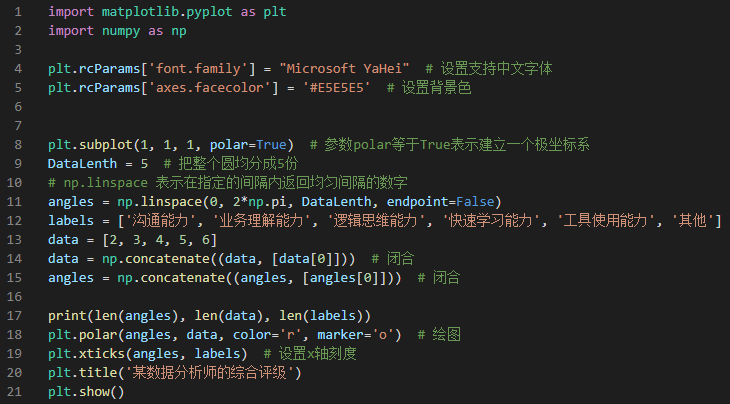 1 import matplotlib.pyplot as plt
2 import numpy as np
3
4 plt.rcParams['font.family'] = "Microsoft YaHei"  # 设置支持中文字体
5 plt.rcParams['axes.facecolor'] = '#E5E5E5'  # 设置背景色
6
7
8 plt.subplot(1, 1, 1, polar=True)  # 参数polar等于True表示建立一个极坐标系
9 DataLenth = 5  # 把整个圆均分成5份
10 # np.linspace 表示在指定的间隔内返回均匀间隔的数字
11 angles = np.linspace(0, 2*np.pi, DataLenth, endpoint=False)
12 labels = ['沟通能力', '业务理解能力', '逻辑思维能力', '快速学习能力', '工具使用能力', '其他']
13 data = [2, 3, 4, 5, 6]
14 data = np.concatenate((data, [data[0]]))  # 闭合
15 angles = np.concatenate((angles, [angles[0]]))  # 闭合
16
17 print(len(angles), len(data), len(labels))
18 plt.polar(angles, data, color='r', marker='o')  # 绘图
19 plt.xticks(angles, labels)  # 设置x轴刻度
20 plt.title('某数据分析师的综合评级')
21 plt.show()